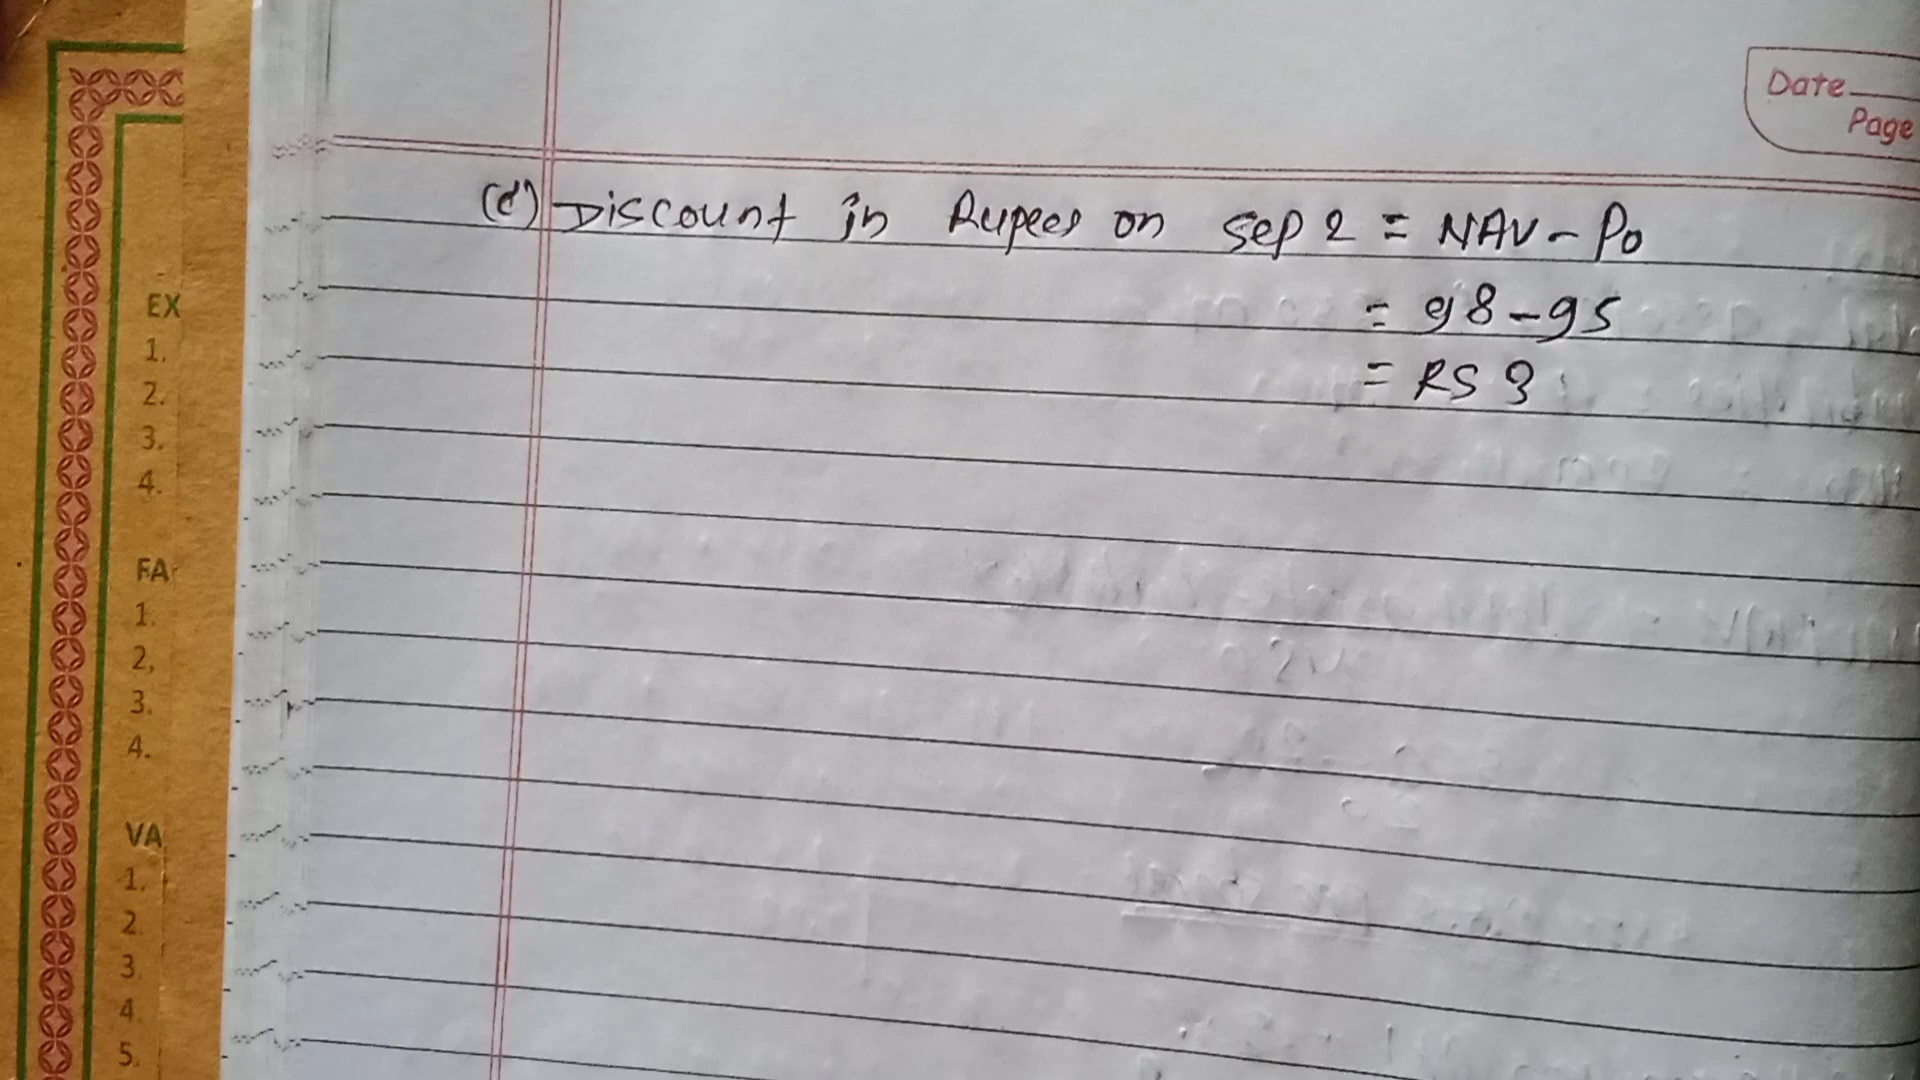 Date
Page
(d) Discount in Rupees on Sep 2 = NAV - Po
= 98 - 95
= RS 3
EX
1.
2.
3.
4.
FA
1.
2,
3.
4.
VA
1.
2.
3.
4.
5.